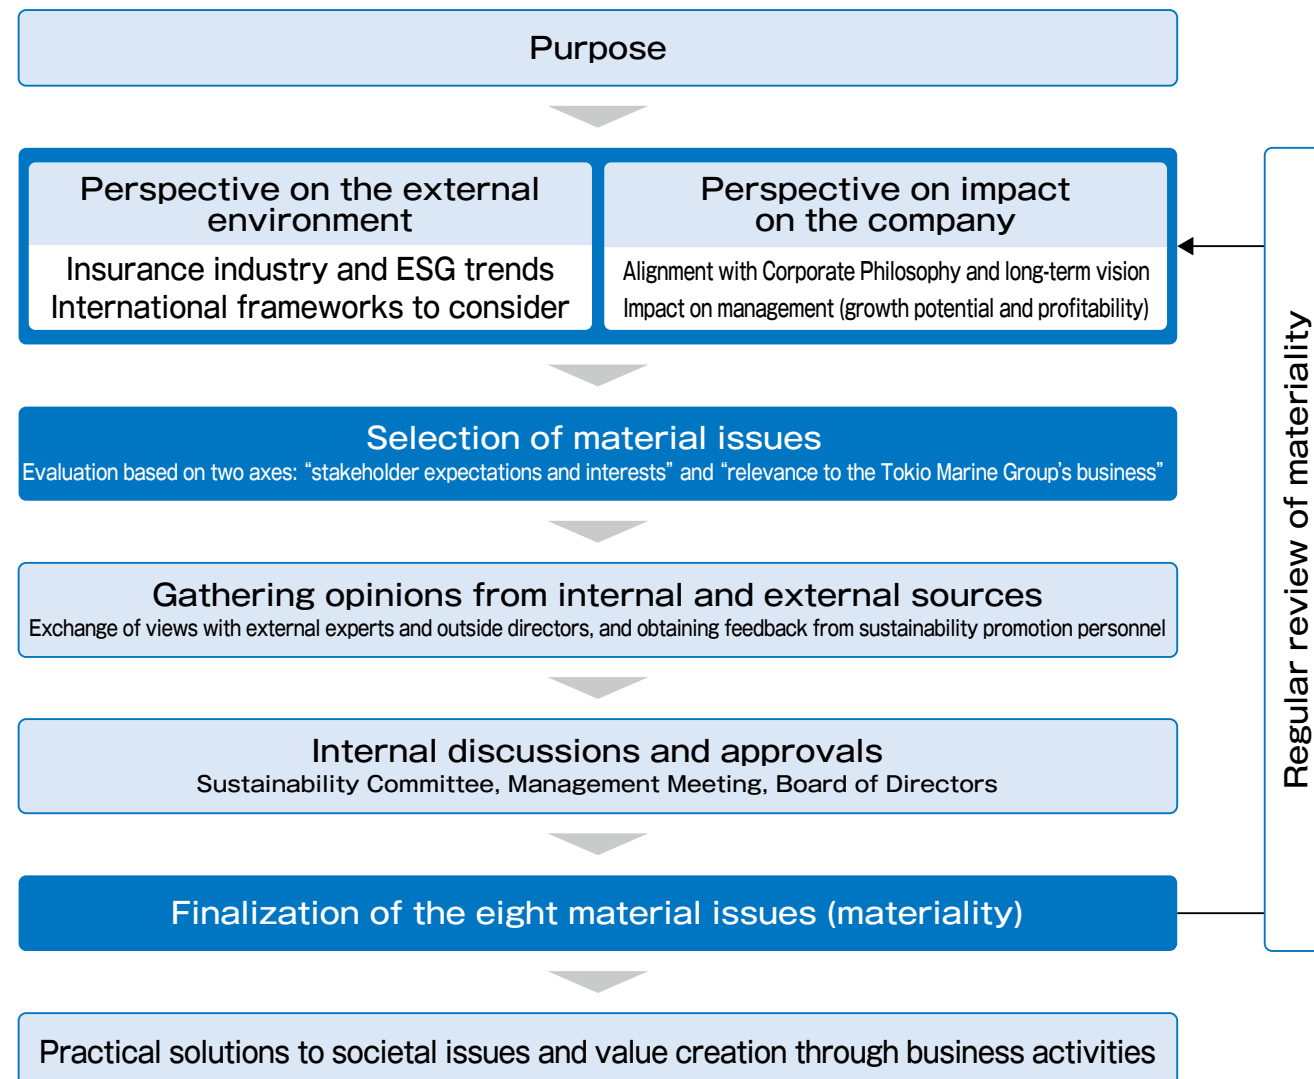 Purpose
Perspective on the external
environment
Insurance industry and ESG trends
International frameworks to consider
Perspective on impact
on the company
Alignment with Corporate Philosophy and long-term vision
Impact on management (growth potential and profitability)
Selection of material issues
Evaluation based on two axes: “stakeholder expectations and interests” and “relevance to the Tokio Marine Group’s business”
Gathering opinions from internal and external sources
Exchange of views with external experts and outside directors, and obtaining feedback from sustainability promotion personnel
Internal discussions and approvals
Sustainability Committee, Management Meeting, Board of Directors
Finalization of the eight material issues (materiality)
Practical solutions to societal issues and value creation through business activities
Regular review of materiality